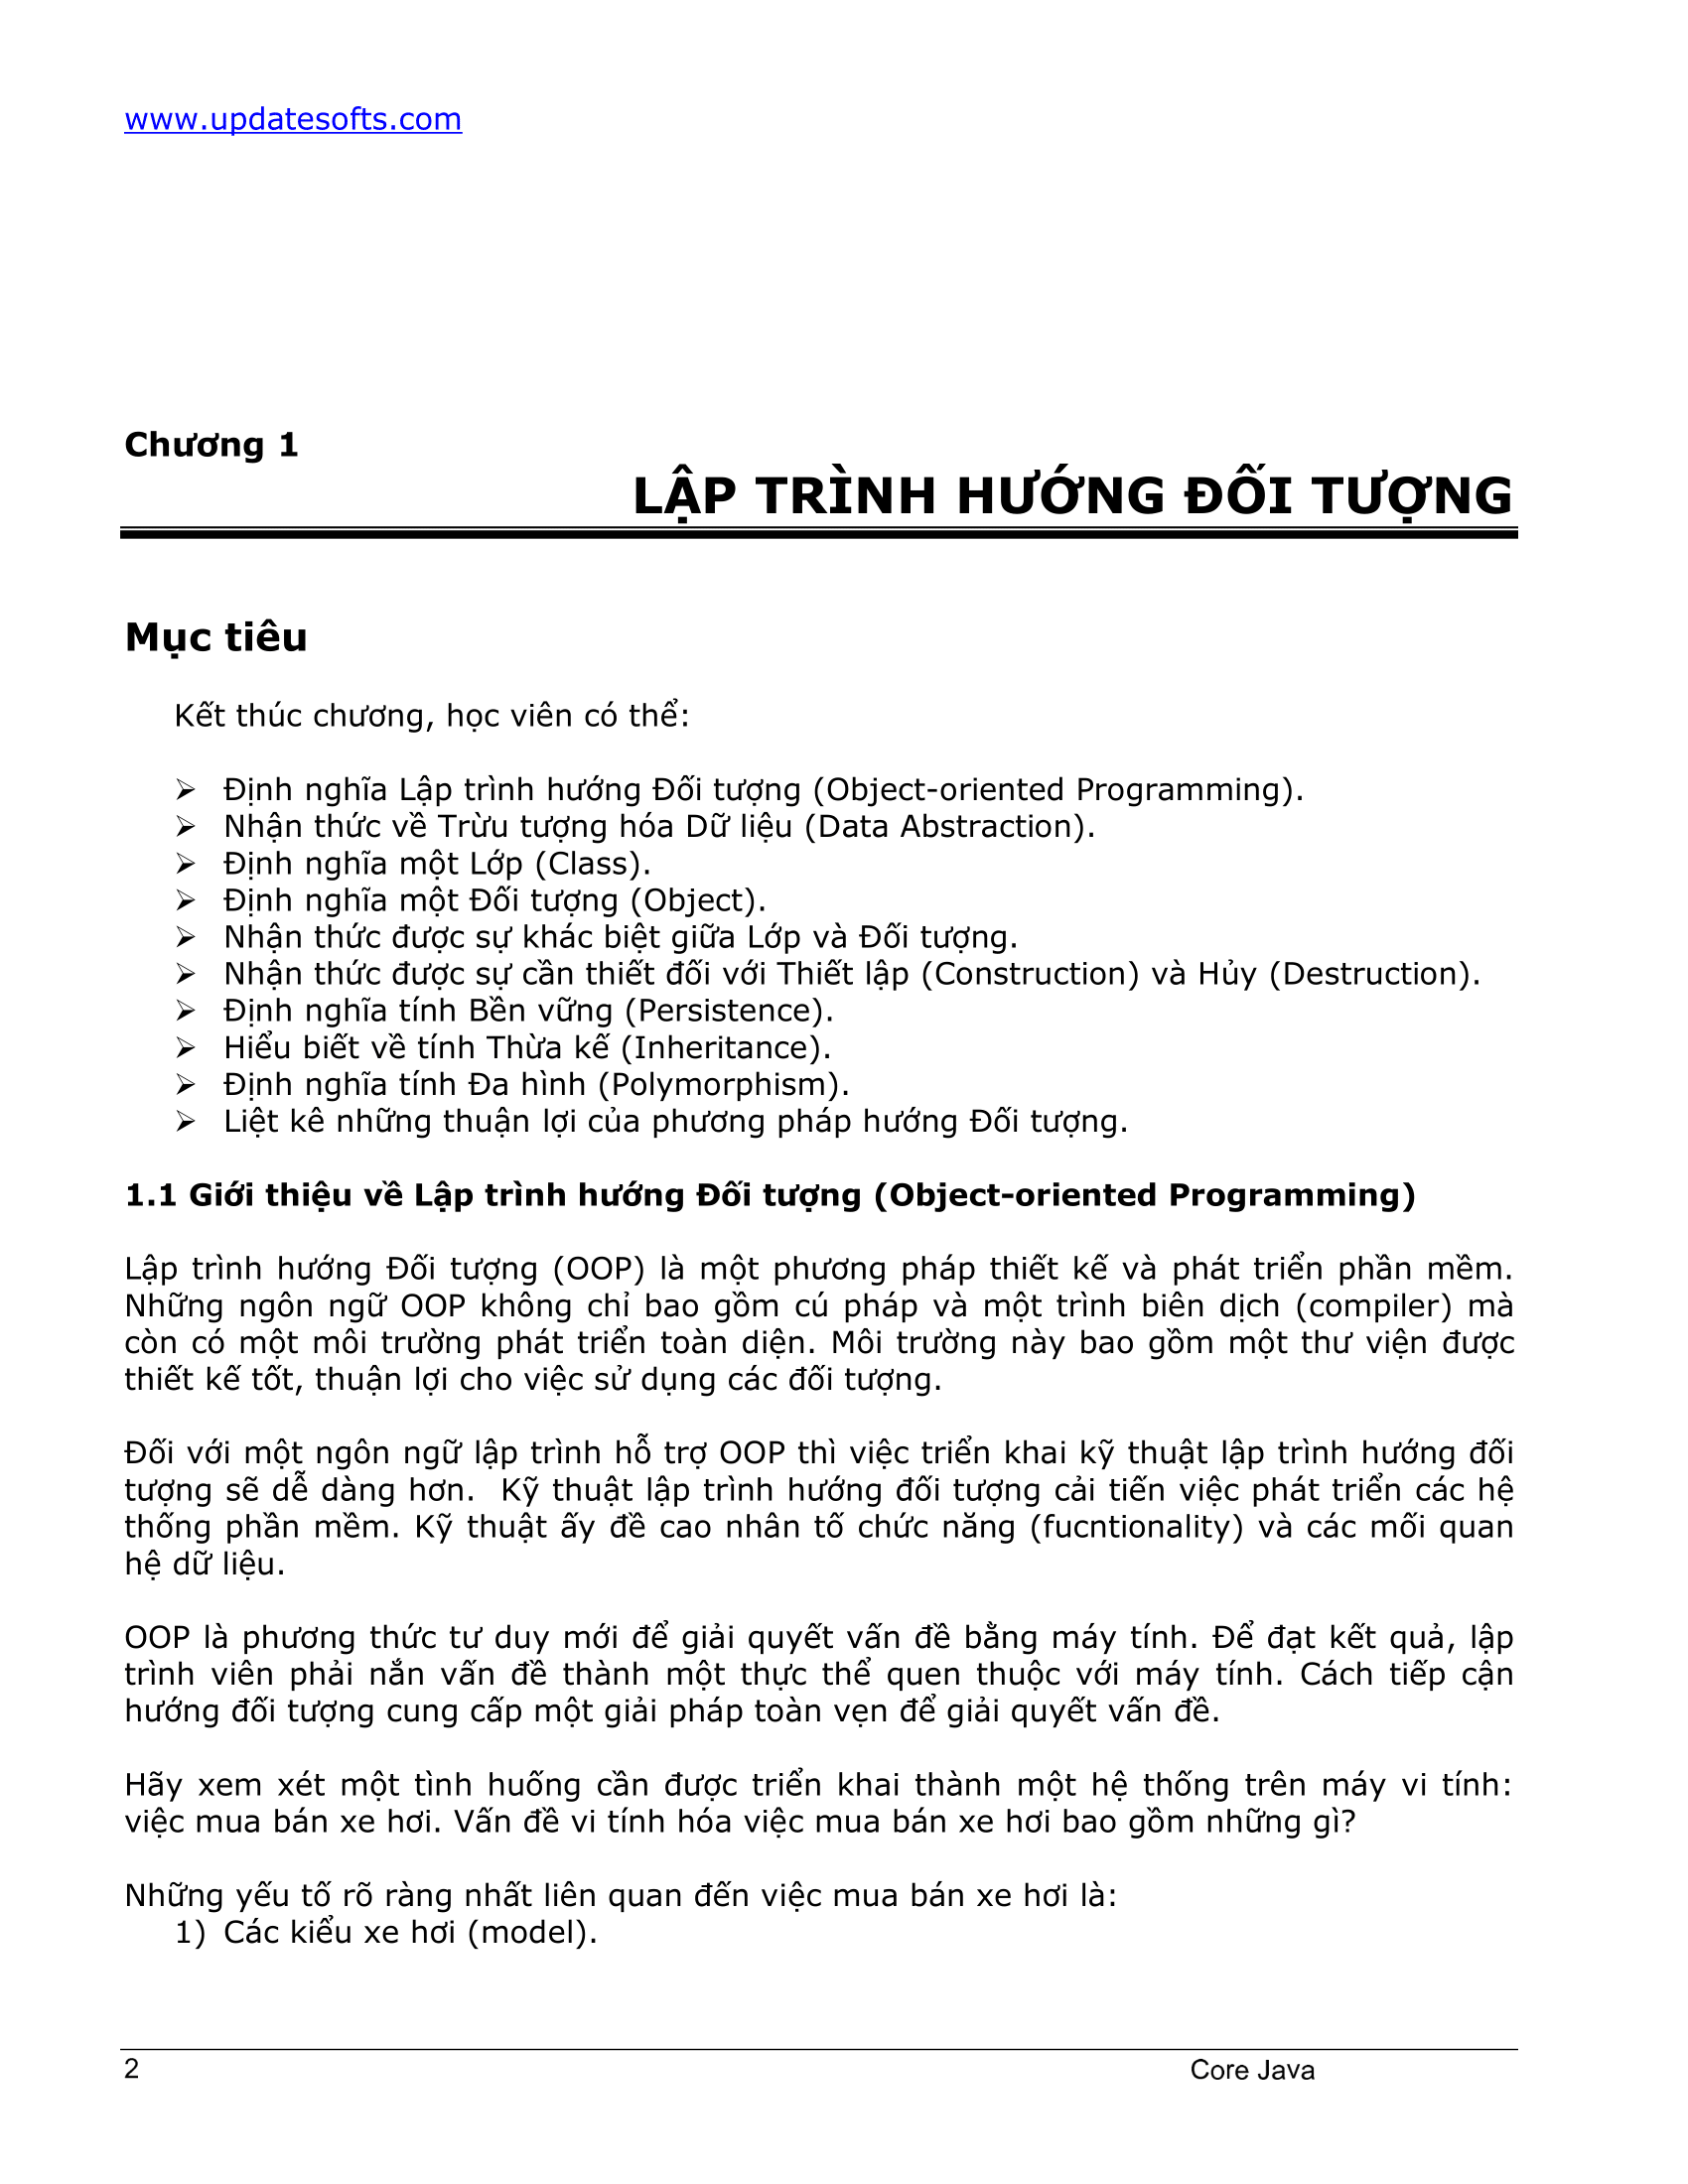 www.updatesofts.com
Chương 1
LẬP TRÌNH HƯỚNG ĐỐI TƯỢNG
Mục tiêu
Kết thúc chương, học viên có thể:
➢ Định nghĩa Lập trình hướng Đối tượng (Object-oriented Programming).
➢ Nhận thức về Trừu tượng hóa Dữ liệu (Data Abstraction).
➢ Định nghĩa một Lớp (Class).
➢ Định nghĩa một Đối tượng (Object).
➢ Nhận thức được sự khác biệt giữa Lớp và Đối tượng.
➢ Nhận thức được sự cần thiết đối với Thiết lập (Construction) và Hủy (Destruction).
➢ Định nghĩa tính Bền vững (Persistence).
➢ Hiểu biết về tính Thừa kế (Inheritance).
➢ Định nghĩa tính Đa hình (Polymorphism).
➢ Liệt kê những thuận lợi của phương pháp hướng Đối tượng.
1.1 Giới thiệu về Lập trình hướng Đối tượng (Object-oriented Programming)
Lập trình hướng Đối tượng (OOP) là một phương pháp thiết kế và phát triển phần mềm.
Những ngôn ngữ OOP không chỉ bao gồm cú pháp và một trình biên dịch (compiler) mà
còn có một môi trường phát triển toàn diện. Môi trường này bao gồm một thư viện được
thiết kế tốt, thuận lợi cho việc sử dụng các đối tượng.
Đối với một ngôn ngữ lập trình hỗ trợ OOP thì việc triển khai kỹ thuật lập trình hướng đối
tượng sẽ dễ dàng hơn.  Kỹ thuật lập trình hướng đối tượng cải tiến việc phát triển các hệ
thống phần mềm. Kỹ thuật ấy đề cao nhân tố chức năng (fucntionality) và các mối quan
hệ dữ liệu.
OOP là phương thức tư duy mới để giải quyết vấn đề bằng máy tính. Để đạt kết quả, lập
trình viên phải nắn vấn đề thành một thực thể quen thuộc với máy tính. Cách tiếp cận
hướng đối tượng cung cấp một giải pháp toàn vẹn để giải quyết vấn đề.
Hãy xem xét một tình huống cần được triển khai thành một hệ thống trên máy vi tính:
việc mua bán xe hơi. Vấn đề vi tính hóa việc mua bán xe hơi bao gồm những gì?
Những yếu tố rõ ràng nhất liên quan đến việc mua bán xe hơi là:
1) Các kiểu xe hơi (model).
2 Core Java